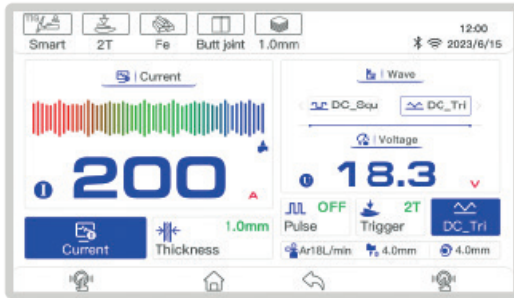 TIG
Smart 2T Fe Butt joint 1.0mm
12:00
2023/6/15
Current
200 A
Wave
DC_Squ DC_Tri
Voltage
18.3 V
Current
Thickness 1.0mm
Pulse OFF
Trigger 2T
DC_Tri
Ar18L/min 4.0mm 4.0mm